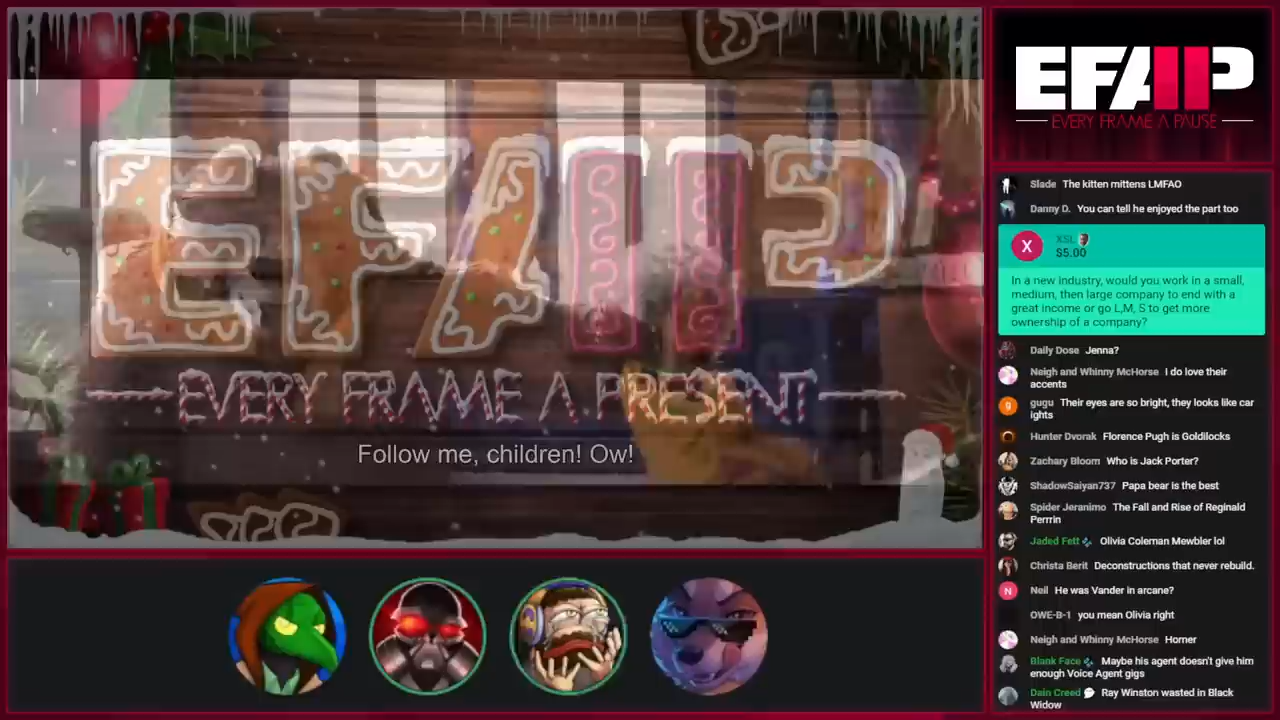 EFAP
EVERY FRAME A PRESENT
Follow me, children! Ow!
EFAP
EVERY FRAME A PAUSE
Slade The kitten mittens LMFAO
Danny D. You can tell he enjoyed the part too
X
XSL
$5.00
In a new industry, would you work in a small,
medium, then large company to end with a
great income or go L,M, S to get more
ownership of a company?
Daily Dose Jenna?
Neigh and Whinny McHorse I do love their
accents
g
gugu Their eyes are so bright, they looks like car
ights
Hunter Dvorak Florence Pugh is Goldilocks
Zachary Bloom Who is Jack Porter?
ShadowSaiyan737 Papa bear is the best
Spider Jeranimo The Fall and Rise of Reginald
Perrrin
Jaded Fett Olivia Coleman Mewbler lol
Christa Berit Deconstructions that never rebuild.
N
Neil He was Vander in arcane?
OWE-B-1 you mean Olivia right
Neigh and Whinny McHorse Homer
Blank Face Maybe his agent doesn't give him
enough Voice Agent gigs
Dain Creed Ray Winston wasted in Black
Widow